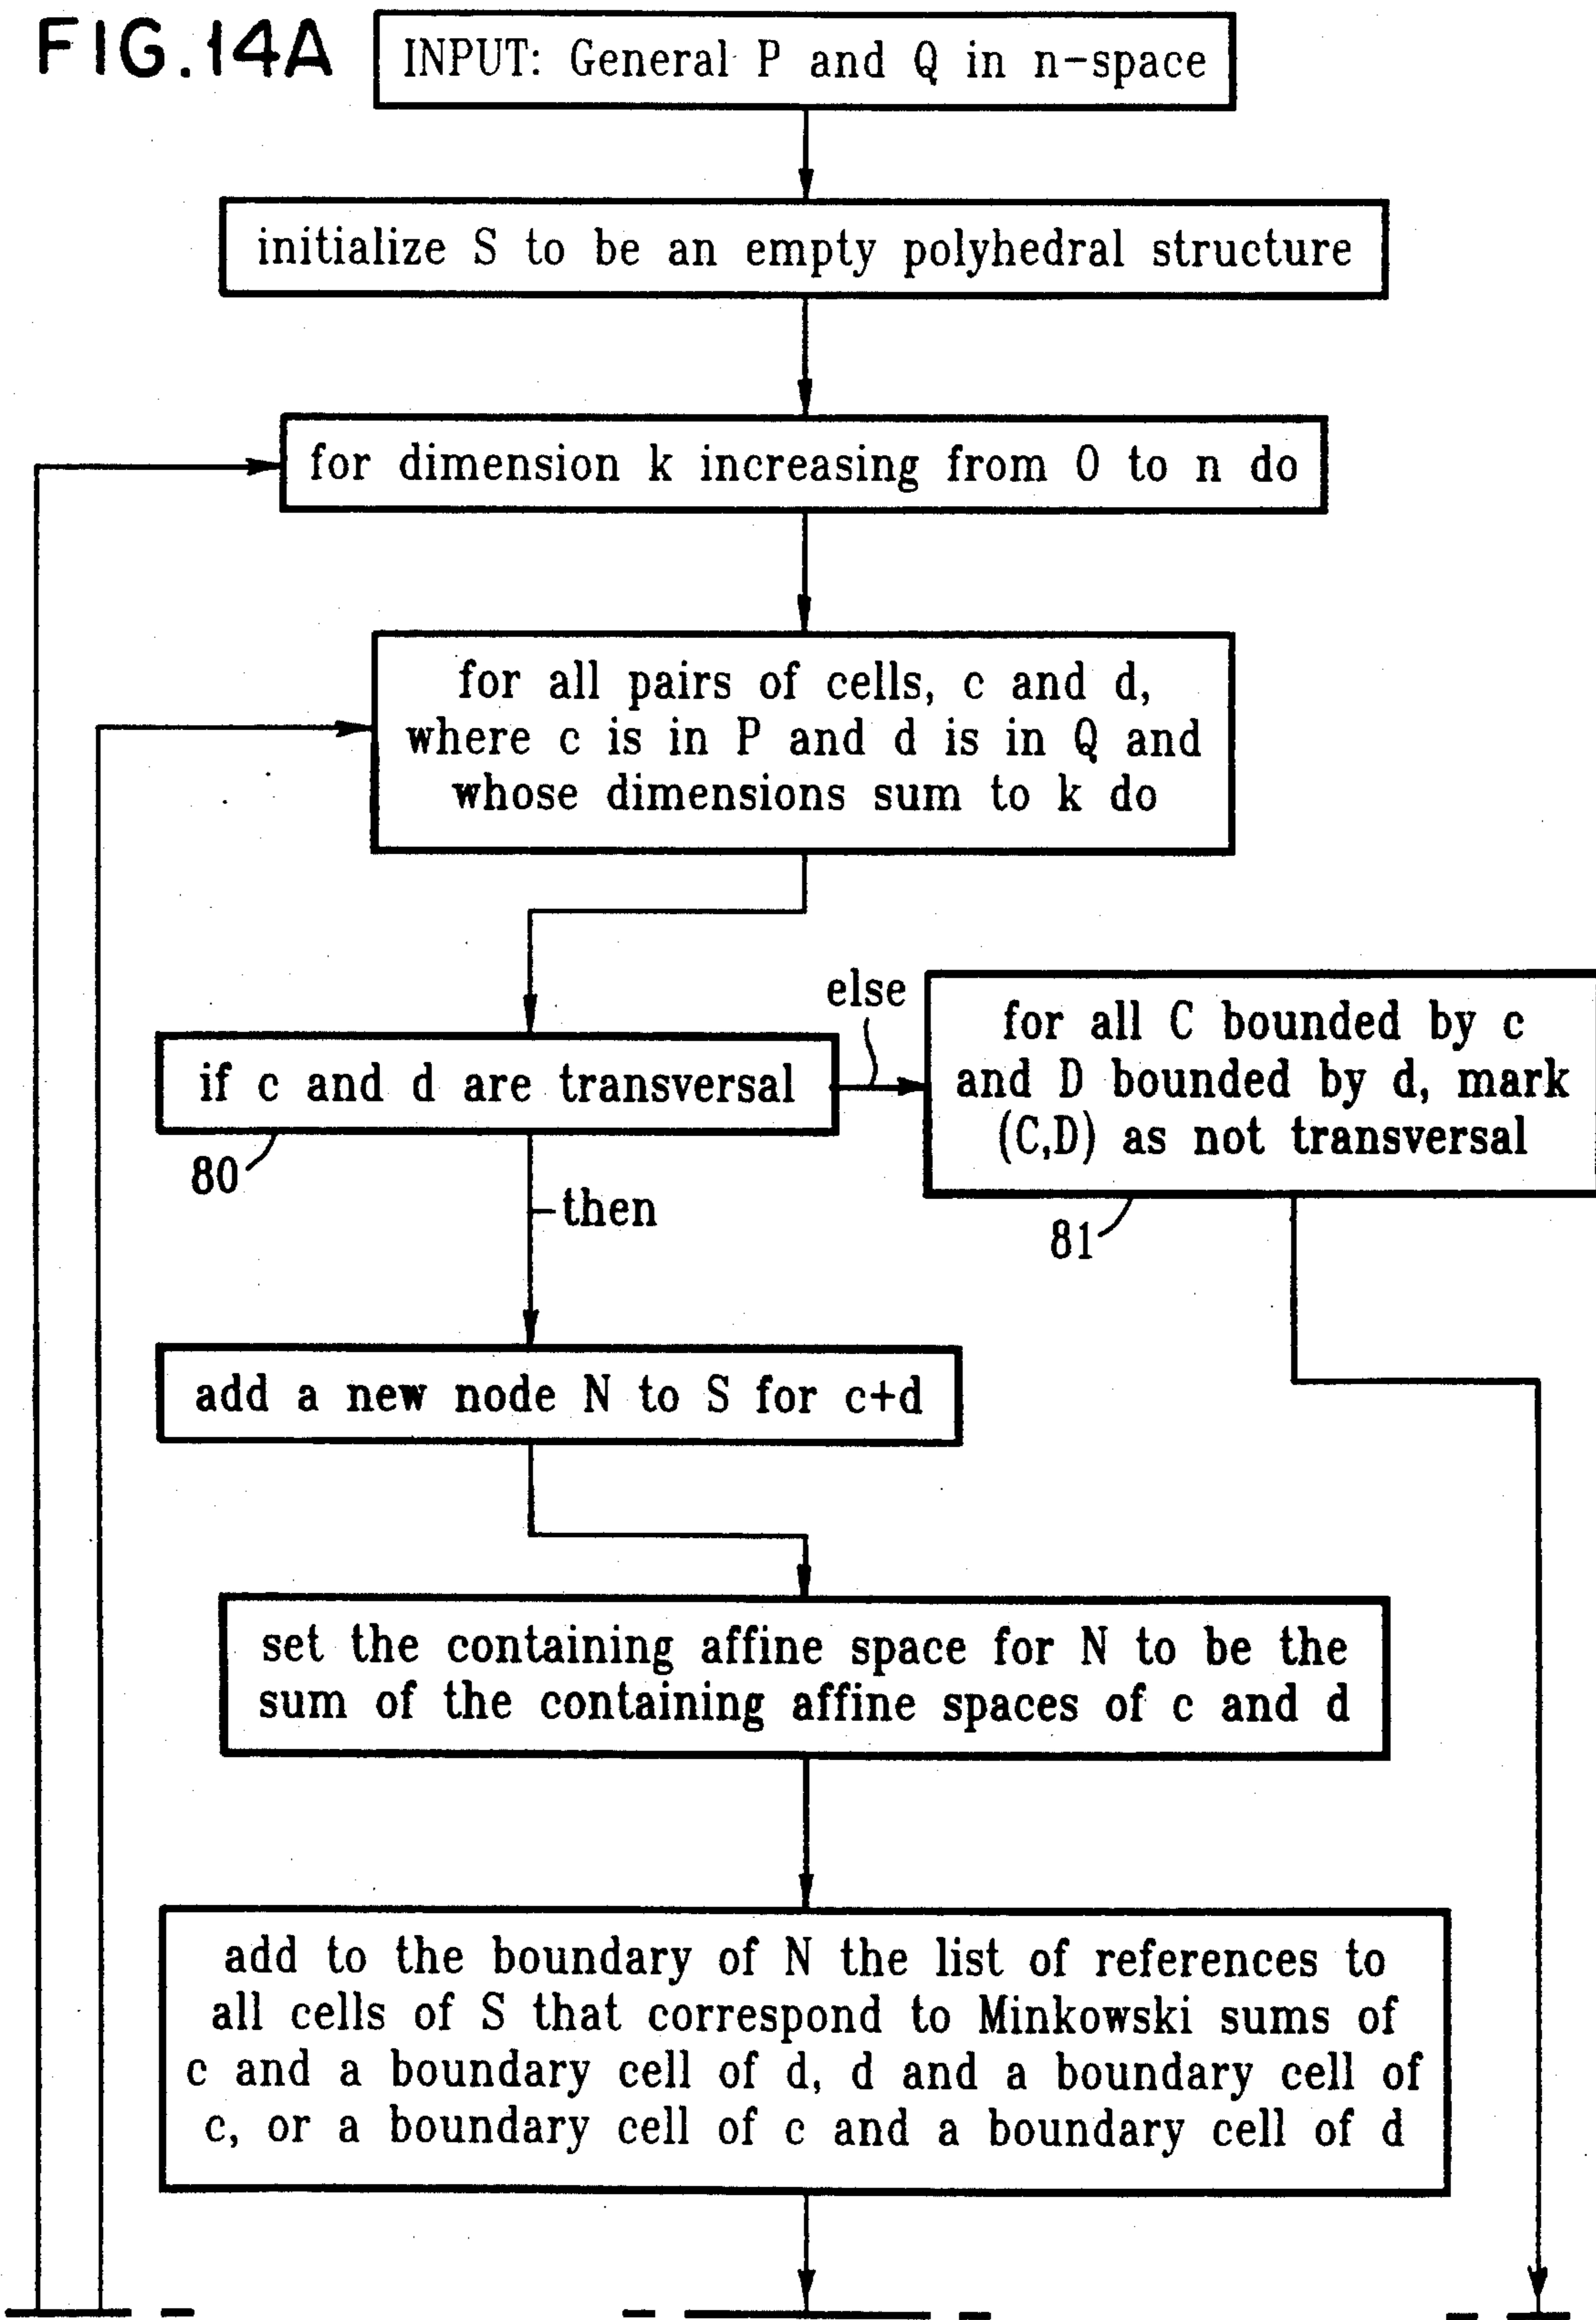 FIG.14A
INPUT: General P and Q in n-space
initialize S to be an empty polyhedral structure
for dimension k increasing from 0 to n do
for all pairs of cells, c and d,
where c is in P and d is in Q and
whose dimensions sum to k do
else
for all C bounded by c
and D bounded by d, mark
(C,D) as not transversal
if c and d are transversal
80
81
then
add a new node N to S for c+d
set the containing affine space for N to be the
sum of the containing affine spaces of c and d
add to the boundary of N the list of references to
all cells of S that correspond to Minkowski sums of
c and a boundary cell of d, d and a boundary cell of
c, or a boundary cell of c and a boundary cell of d